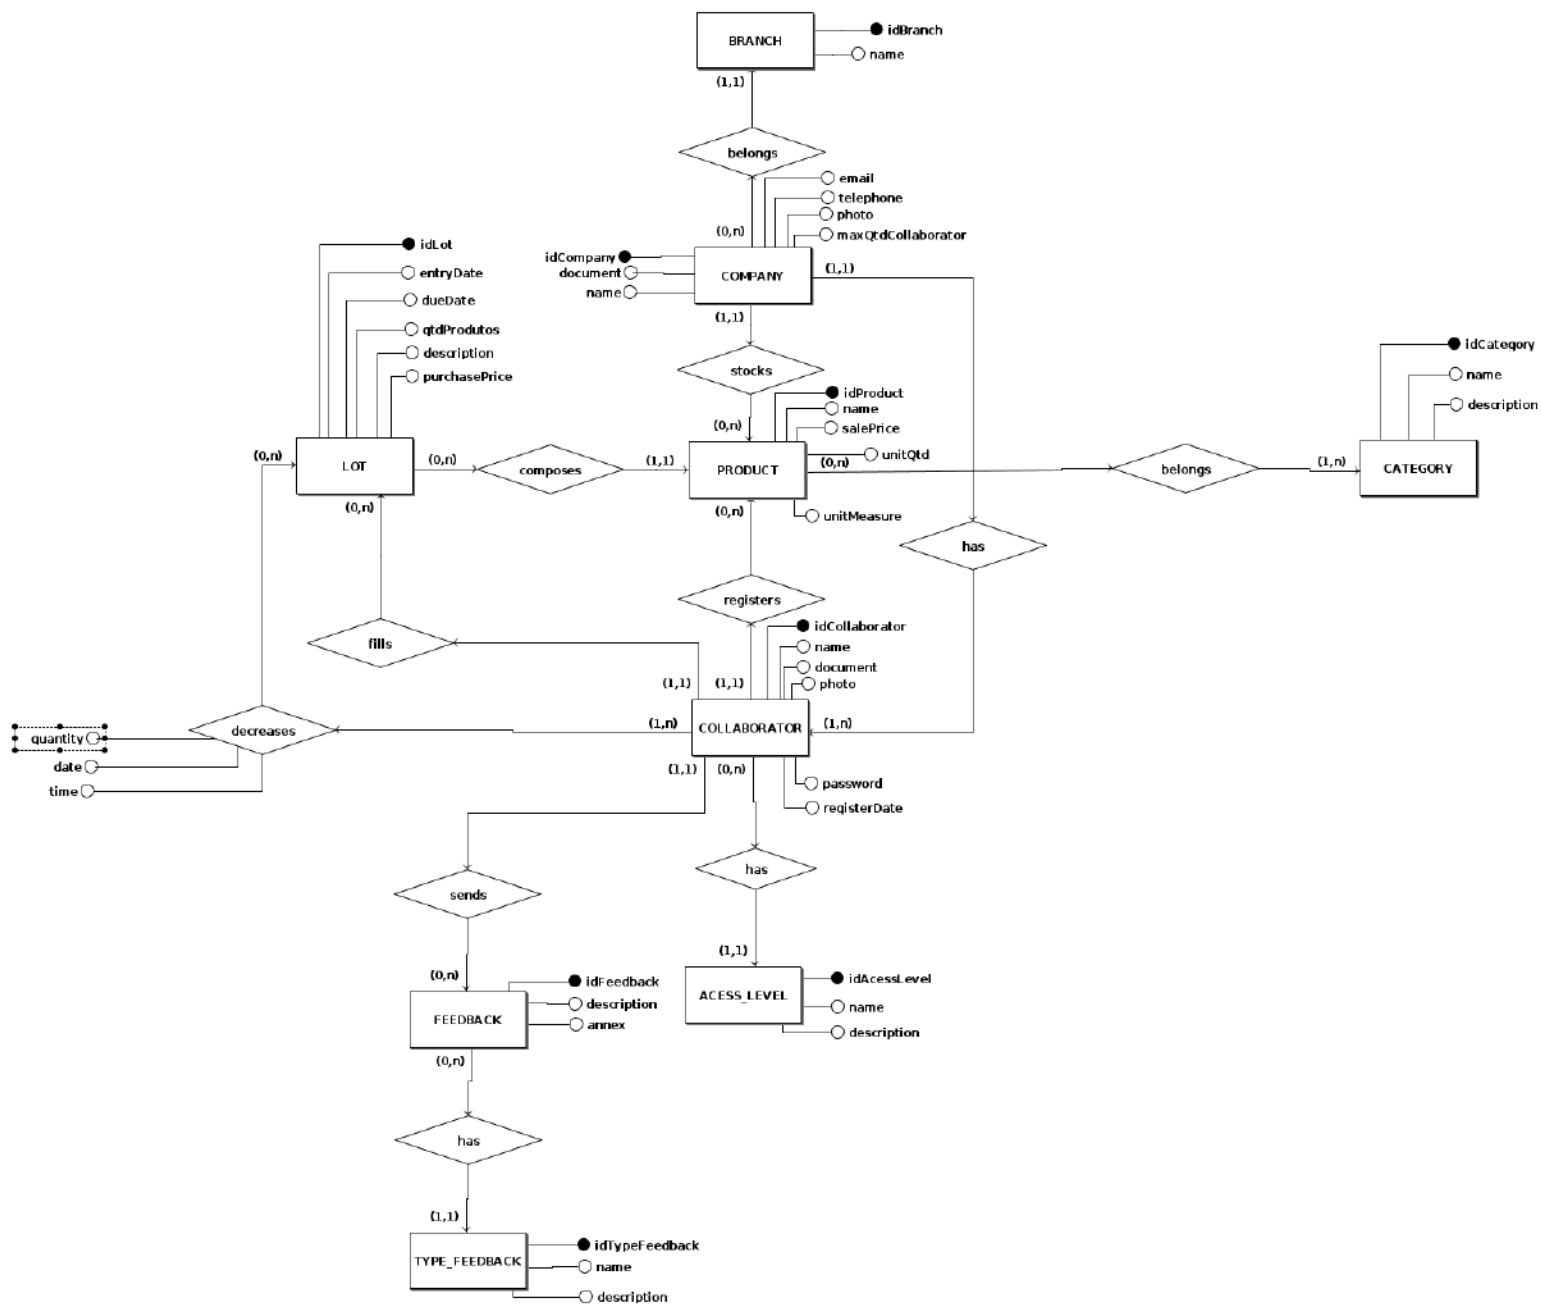 BRANCH
idBranch
name
(1,1)
belongs
email
telephone
photo
maxQtdCollaborator
(0,n)
idCompany
document
name
COMPANY
(1,1)
(1,1)
idLot
entryDate
dueDate
qtdProdutos
description
purchasePrice
stocks
idCategory
name
description
idProduct
name
salePrice
unitQtd
unitMeasure
(0,n)
(0,n)
LOT
(0,n)
composes
(1,1)
PRODUCT
(0,n)
belongs
(1,n)
CATEGORY
(0,n)
(0,n)
has
registers
fills
idCollaborator
name
document
photo
(1,1)
(1,1)
quantity
date
time
decreases
(1,n)
COLLABORATOR
(1,n)
(1,1)
(0,n)
password
registerDate
sends
has
(0,n)
(1,1)
idFeedback
description
annex
FEEDBACK
ACESS_LEVEL
idAcessLevel
name
description
(0,n)
has
(1,1)
TYPE_FEEDBACK
idTypeFeedback
name
description